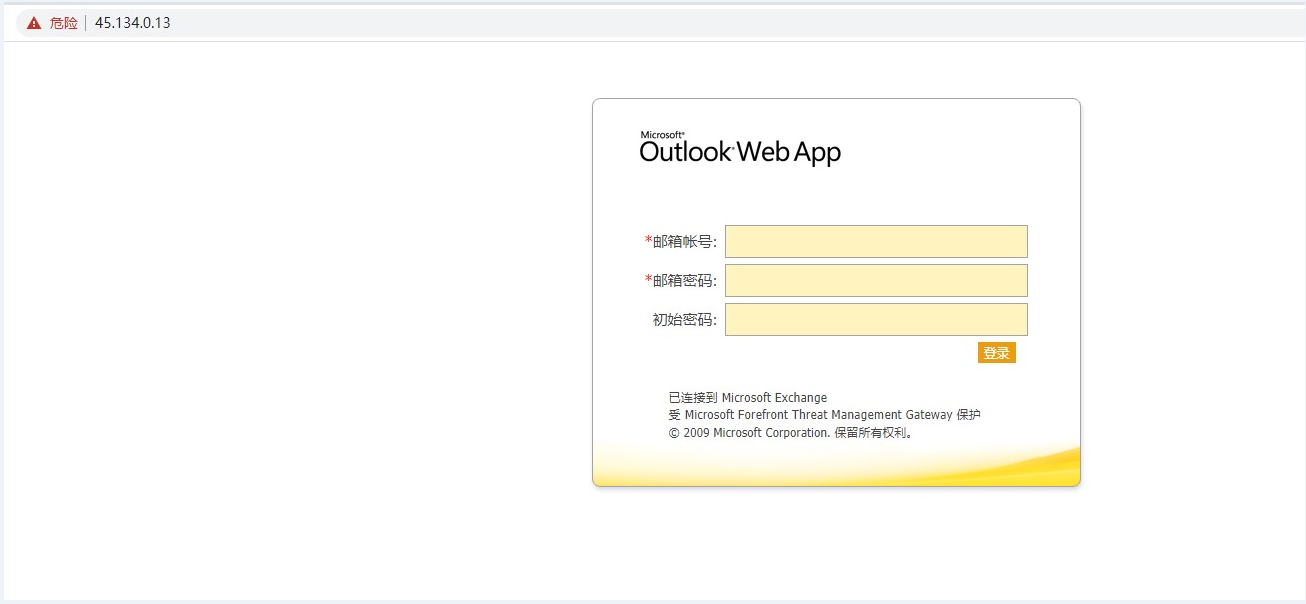 危险 45.134.0.13
Microsoft®
Outlook Web App
*邮箱帐号:
*邮箱密码:
初始密码:
登录
已连接到 Microsoft Exchange
受 Microsoft Forefront Threat Management Gateway 保护
© 2009 Microsoft Corporation. 保留所有权利。